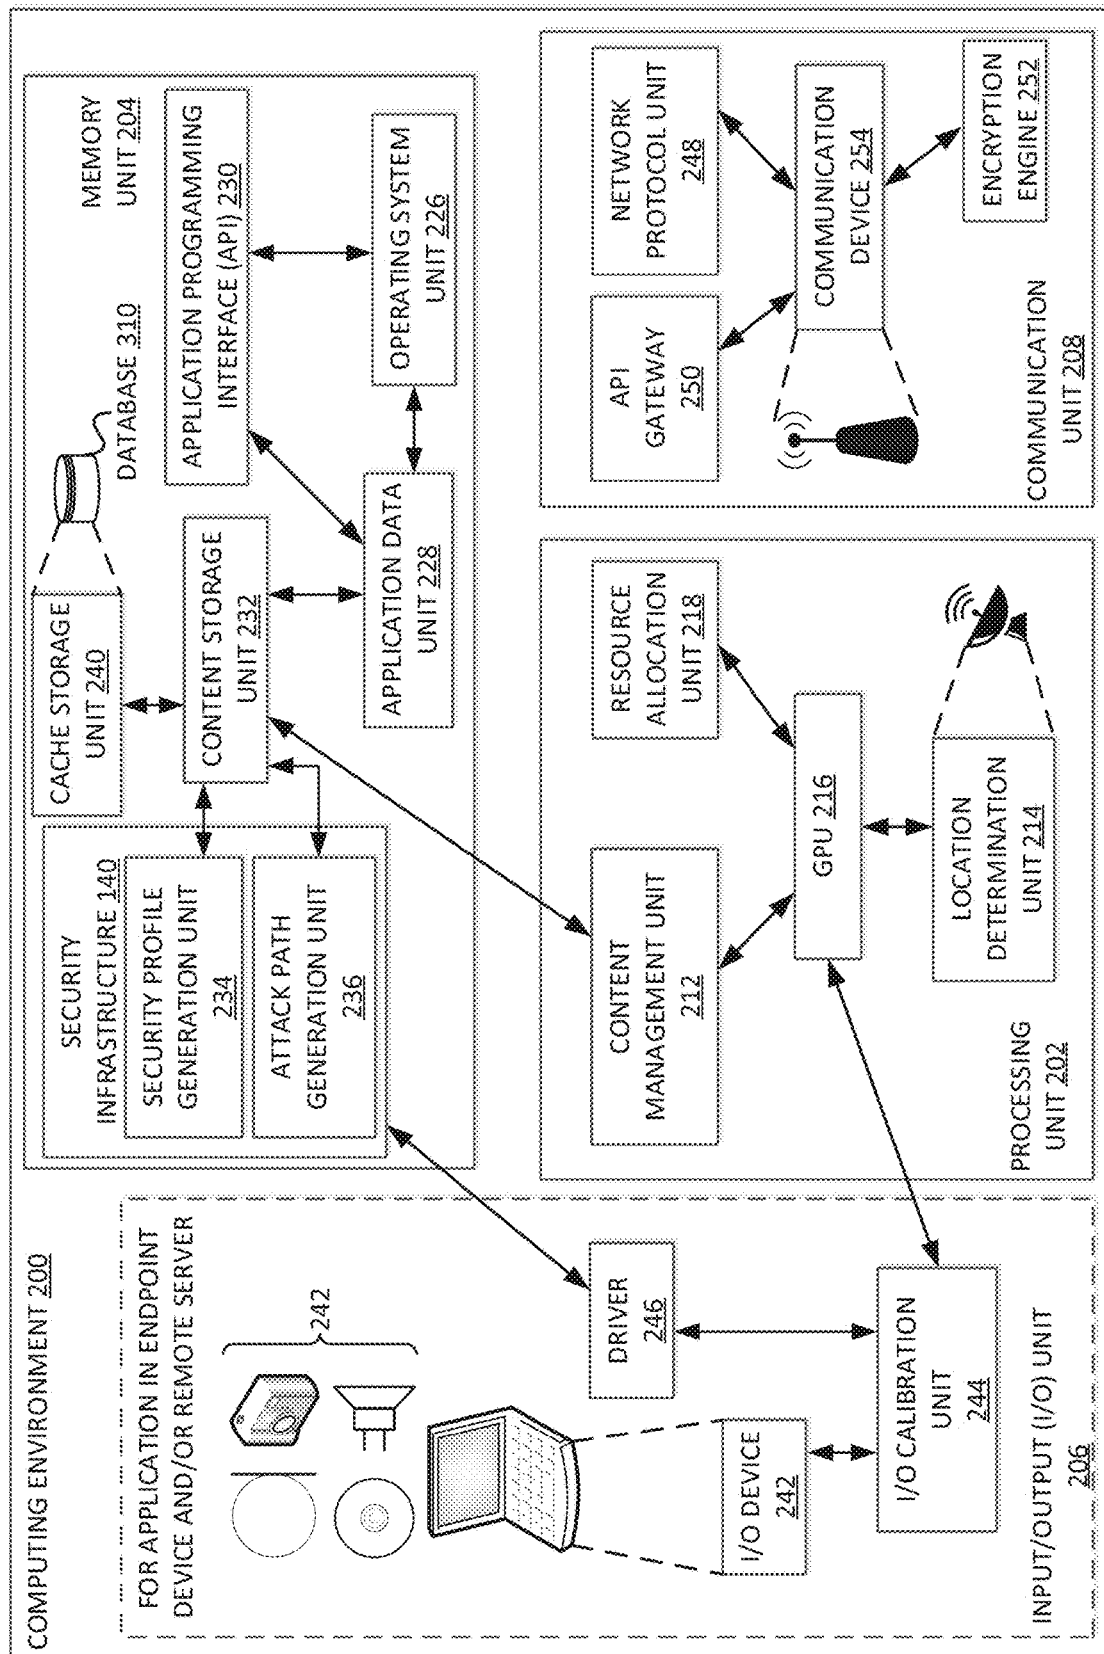 COMPUTING ENVIRONMENT 200
FOR APPLICATION IN ENDPOINT
DEVICE AND/OR REMOTE SERVER
242
I/O DEVICE
242
DRIVER
246
I/O CALIBRATION
UNIT
244
INPUT/OUTPUT (I/O) UNIT
206
SECURITY
INFRASTRUCTURE 140
SECURITY PROFILE
GENERATION UNIT
234
ATTACK PATH
GENERATION UNIT
236
CACHE STORAGE
UNIT 240
DATABASE 310
MEMORY
UNIT 204
CONTENT STORAGE
UNIT 232
APPLICATION PROGRAMMING
INTERFACE (API) 230
APPLICATION DATA
UNIT 228
OPERATING SYSTEM
UNIT 226
CONTENT
MANAGEMENT UNIT
212
RESOURCE
ALLOCATION
UNIT 218
GPU 216
LOCATION
DETERMINATION
UNIT 214
PROCESSING
UNIT 202
API
GATEWAY
250
NETWORK
PROTOCOL UNIT
248
COMMUNICATION
DEVICE 254
ENCRYPTION
ENGINE 252
COMMUNICATION
UNIT 208